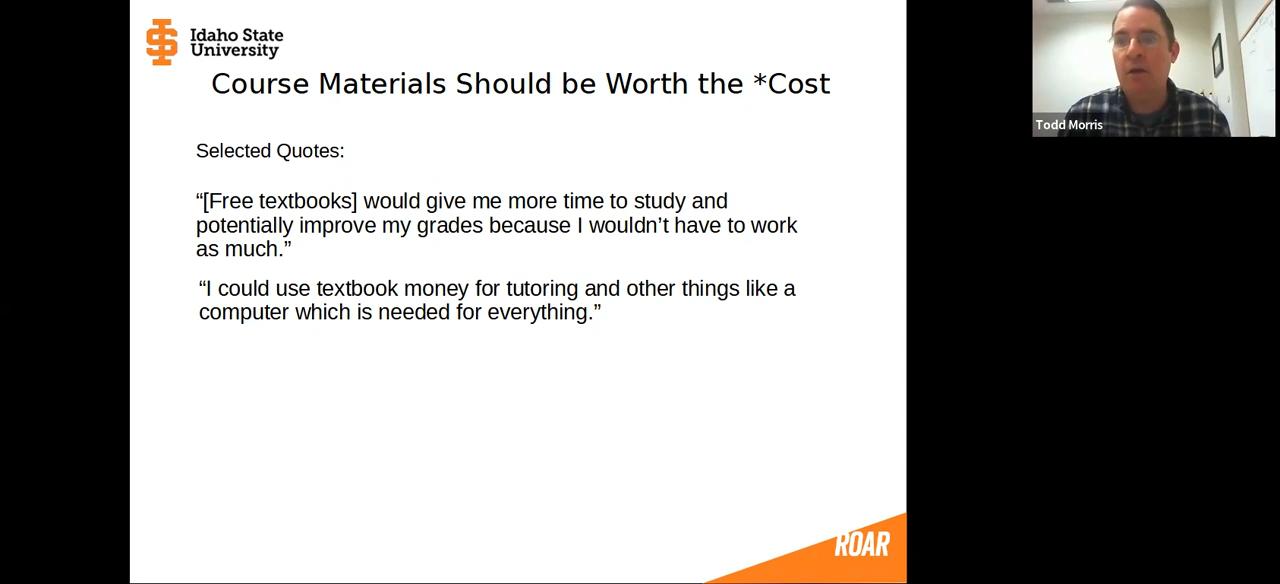 Idaho State
University
Course Materials Should be Worth the *Cost
Selected Quotes:
“[Free textbooks] would give me more time to study and
potentially improve my grades because I wouldn’t have to work
as much.”
“I could use textbook money for tutoring and other things like a
computer which is needed for everything.”
ROAR
Todd Morris